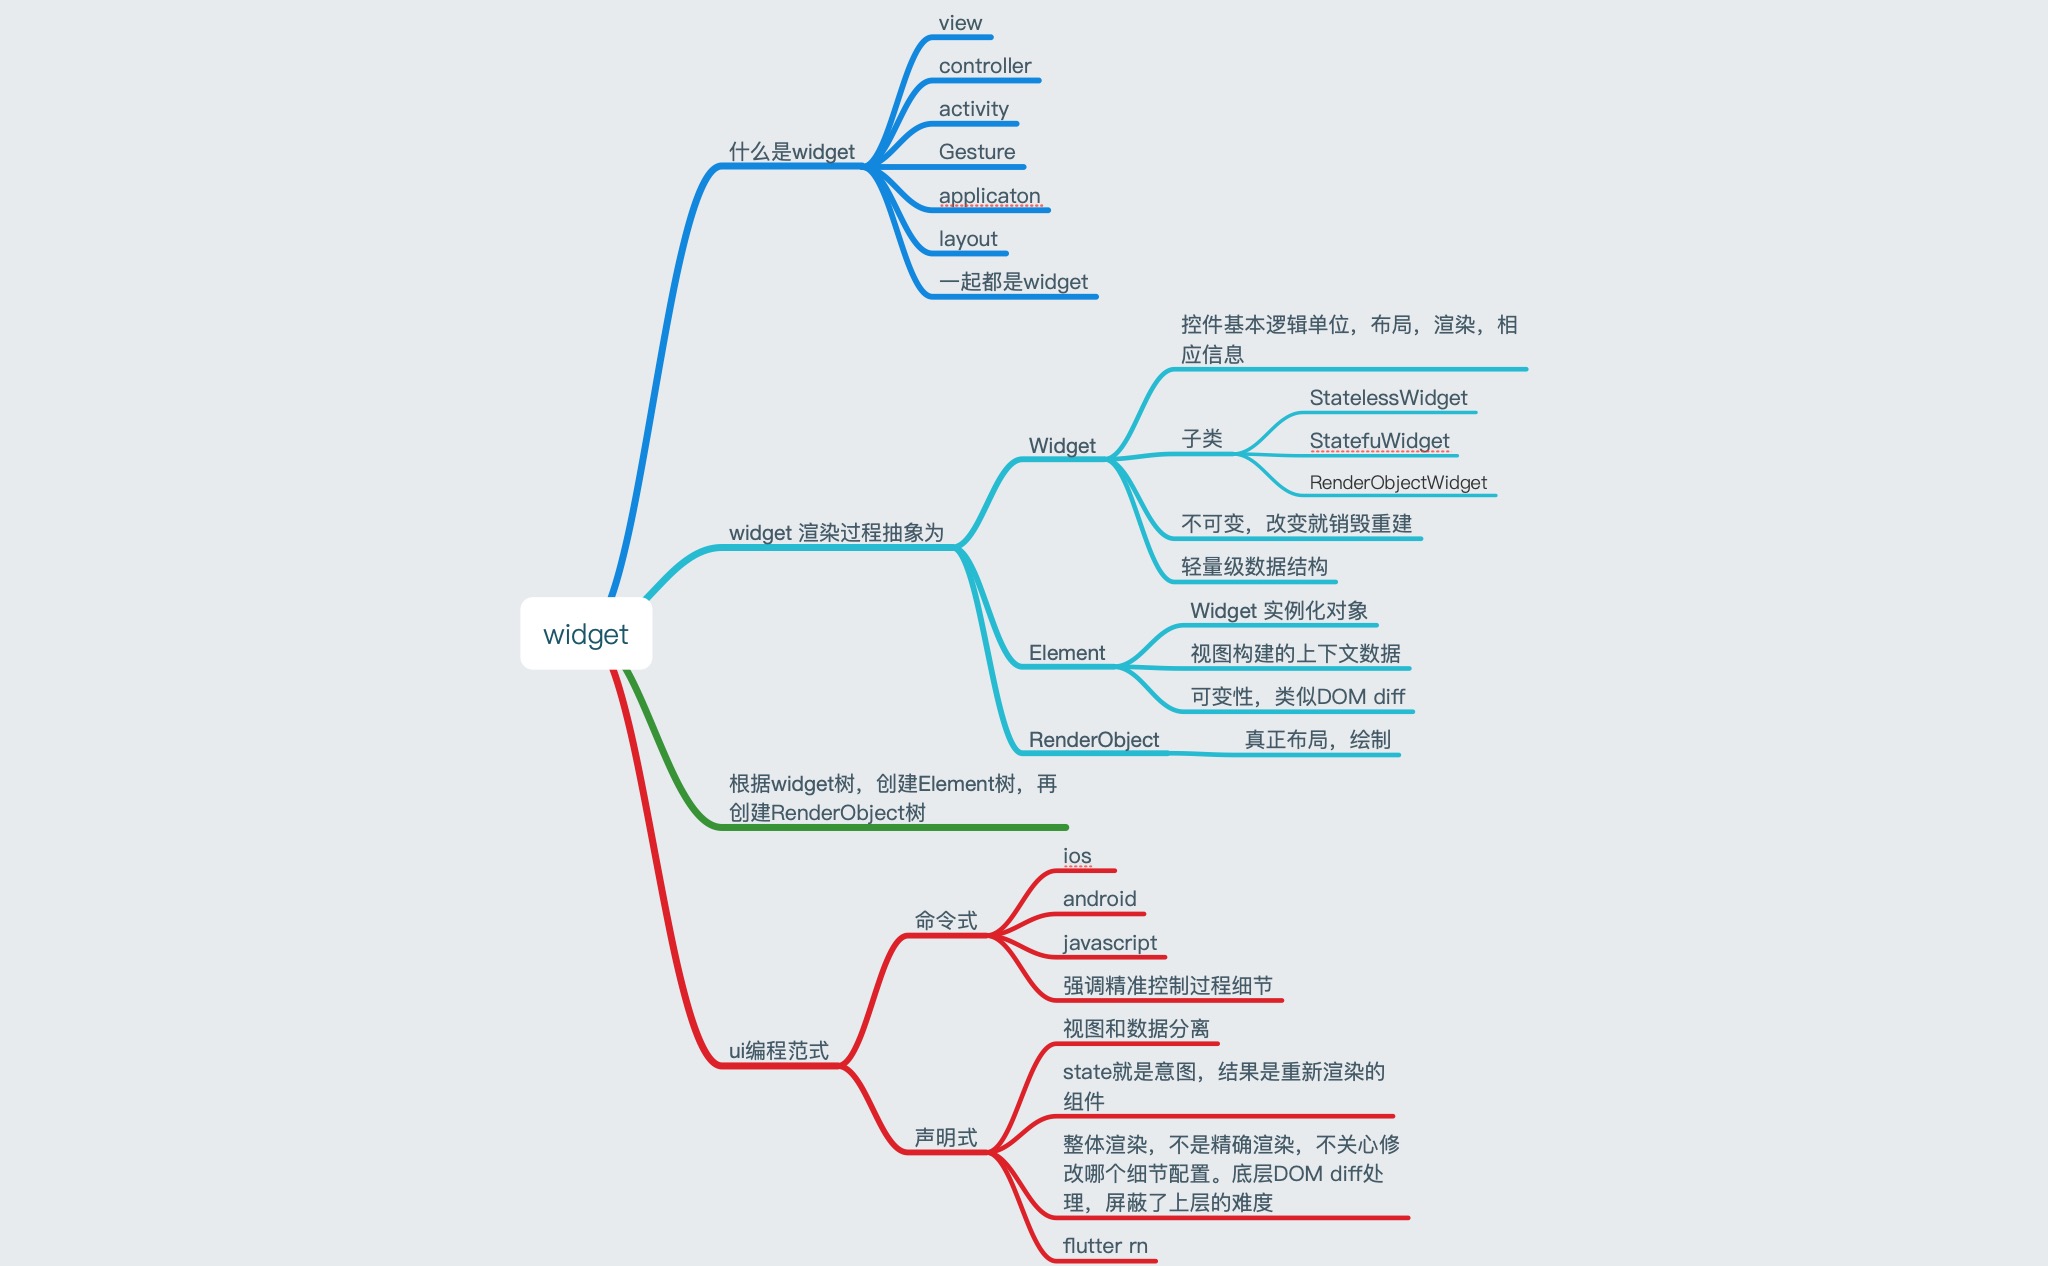 view
controller
activity
什么是widget
Gesture
applicaton
layout
一起都是widget
控件基本逻辑单位，布局，渲染，相
应信息
StatelessWidget
子类
StatefuWidget
Widget
RenderObjectWidget
不可变，改变就销毁重建
widget 渲染过程抽象为
轻量级数据结构
Widget 实例化对象
widget
Element
视图构建的上下文数据
可变性，类似DOM diff
RenderObject
真正布局，绘制
根据widget树，创建Element树，再
创建RenderObject树
ios
android
命令式
javascript
强调精准控制过程细节
ui编程范式
视图和数据分离
state就是意图，结果是重新渲染的
组件
声明式
整体渲染，不是精确渲染，不关心修
改哪个细节配置。底层DOM diff处
理，屏蔽了上层的难度
flutter rn